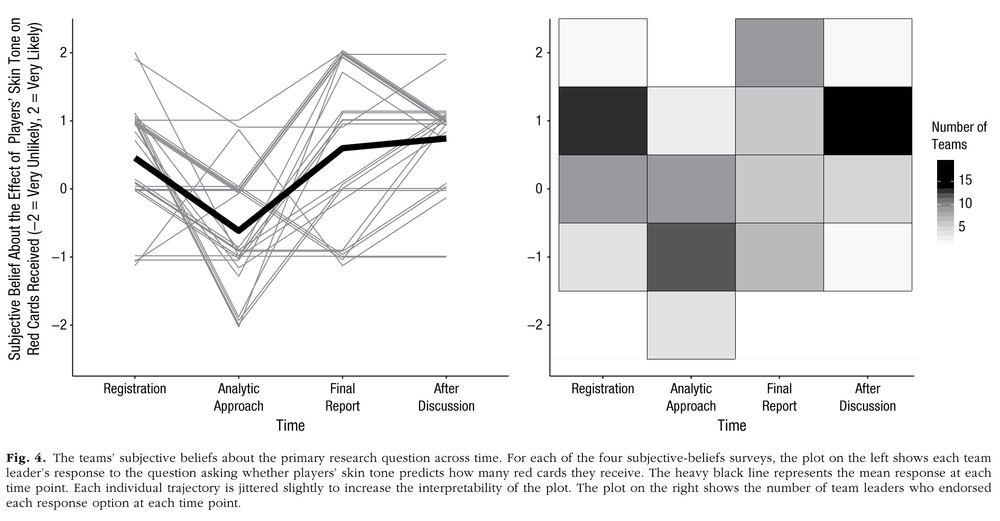 Subjective Belief About the Effect of Players’ Skin Tone on
Red Cards Received (−2 = Very Unlikely, 2 = Very Likely)
2
1
0
−1
−2
Registration
Analytic
Approach
Final
Report
After
Discussion
Time
2
1
0
−1
−2
Registration
Analytic
Approach
Final
Report
After
Discussion
Time
Number of
Teams
15
10
5
Fig. 4. The teams’ subjective beliefs about the primary research question across time. For each of the four subjective-beliefs surveys, the plot on the left shows each team
leader’s response to the question asking whether players’ skin tone predicts how many red cards they receive. The heavy black line represents the mean response at each
time point. Each individual trajectory is jittered slightly to increase the interpretability of the plot. The plot on the right shows the number of team leaders who endorsed
each response option at each time point.